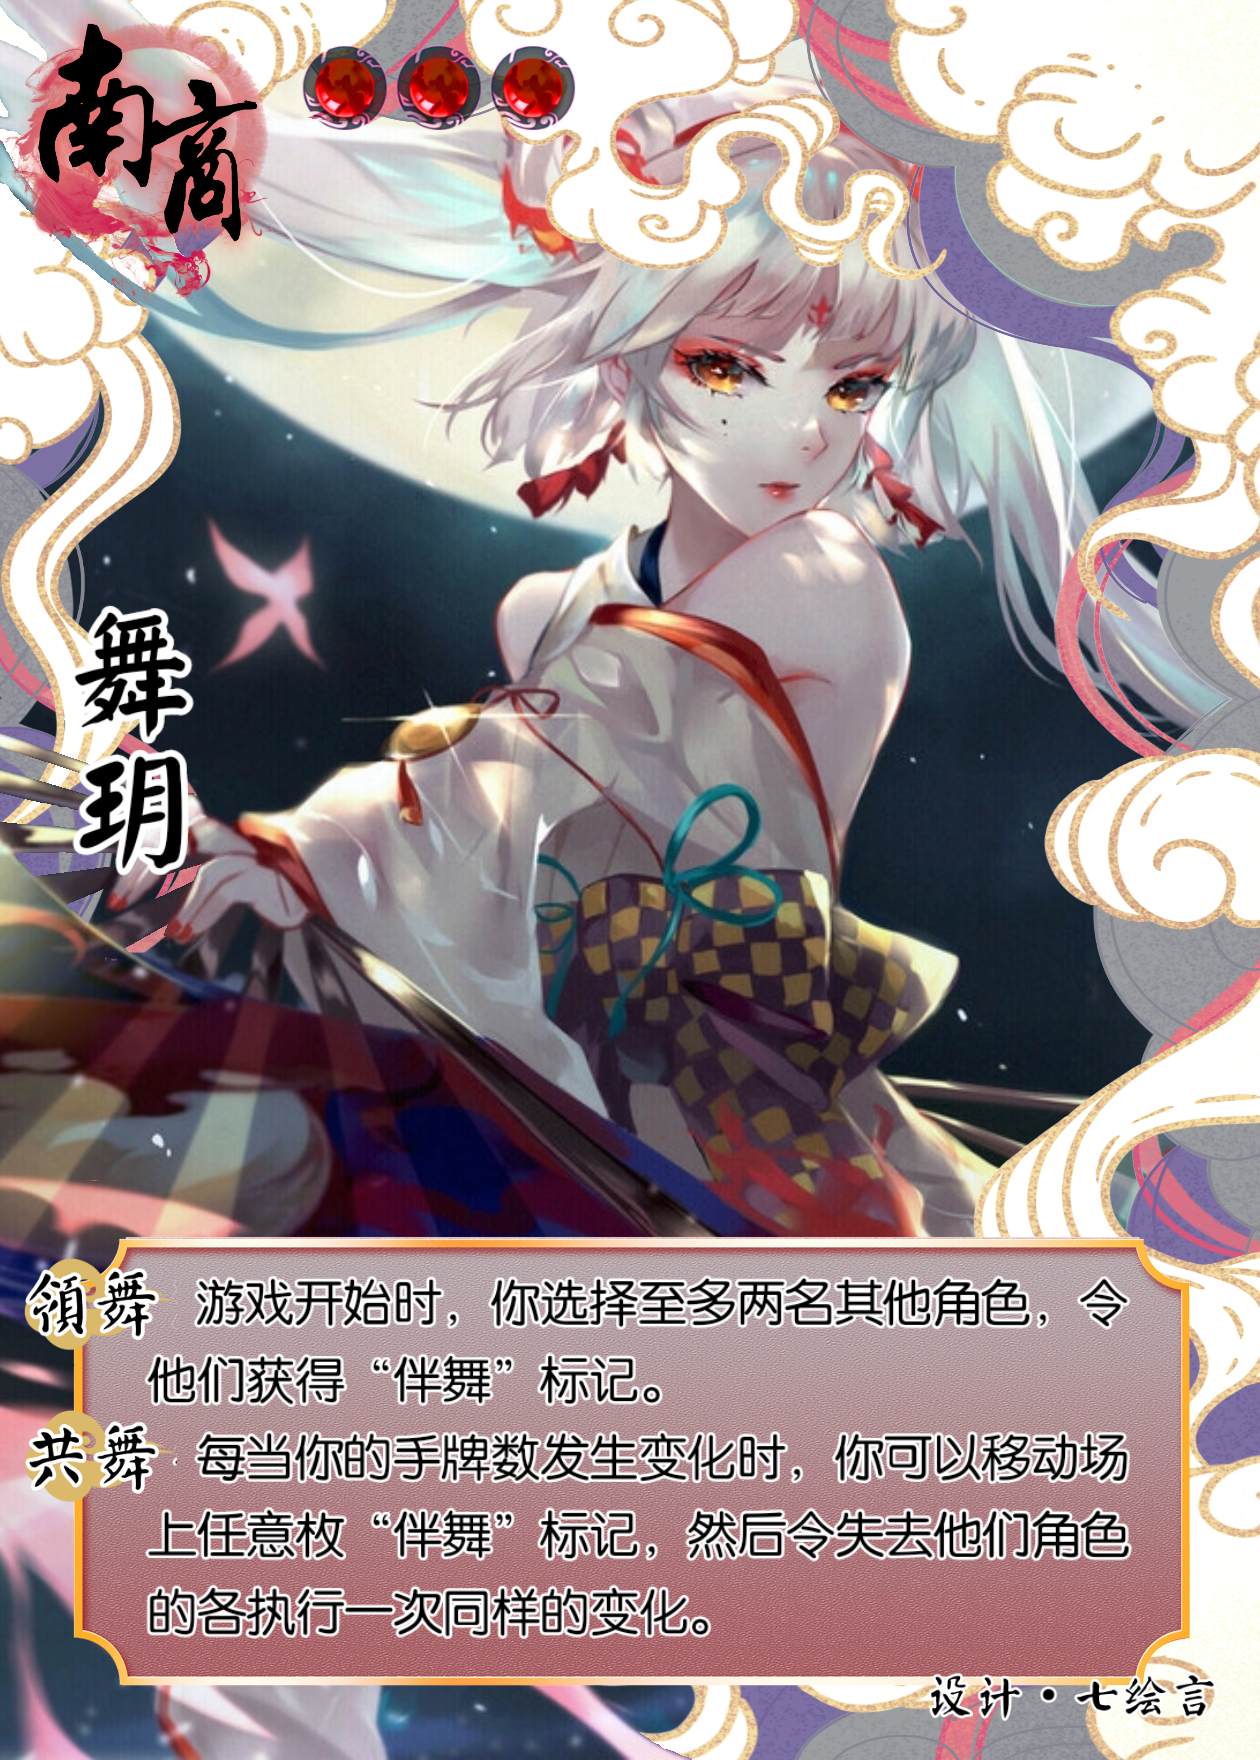 南商
舞玥
領舞 游戏开始时，你选择至多两名其他角色，令
他们获得“伴舞”标记。
共舞 每当你的手牌数发生变化时，你可以移动场
上任意枚“伴舞”标记，然后令失去他们角色
的各执行一次同样的变化。
设计·七绘言